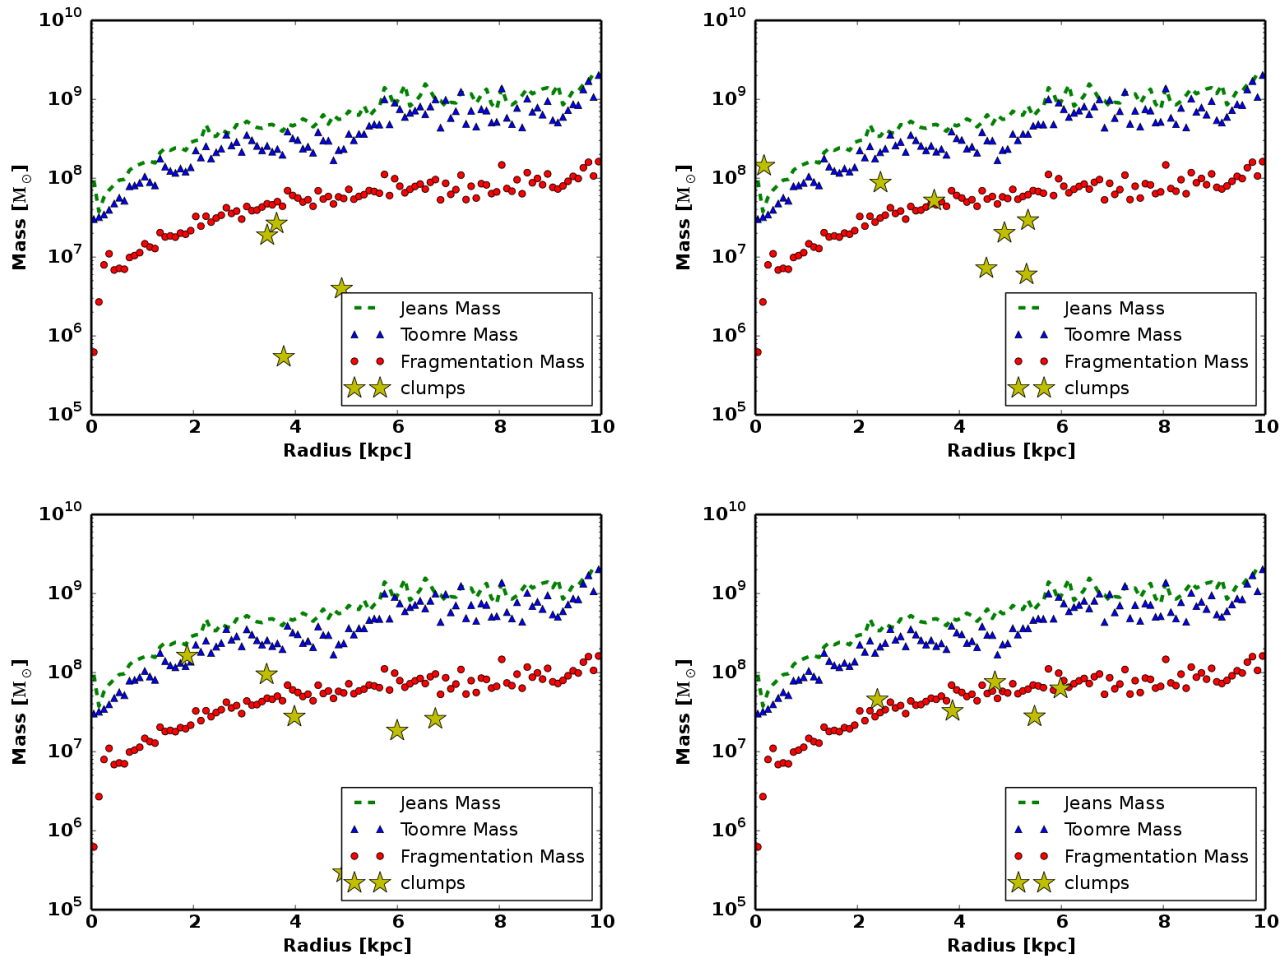 10^10
10^9
10^8
10^7
10^6
10^5
Mass [M⊙]
Jeans Mass
Toomre Mass
Fragmentation Mass
clumps
0 2 4 6 8 10
Radius [kpc]
10^10
10^9
10^8
10^7
10^6
10^5
Mass [M⊙]
Jeans Mass
Toomre Mass
Fragmentation Mass
clumps
0 2 4 6 8 10
Radius [kpc]
10^10
10^9
10^8
10^7
10^6
10^5
Mass [M⊙]
Jeans Mass
Toomre Mass
Fragmentation Mass
clumps
0 2 4 6 8 10
Radius [kpc]
10^10
10^9
10^8
10^7
10^6
10^5
Mass [M⊙]
Jeans Mass
Toomre Mass
Fragmentation Mass
clumps
0 2 4 6 8 10
Radius [kpc]